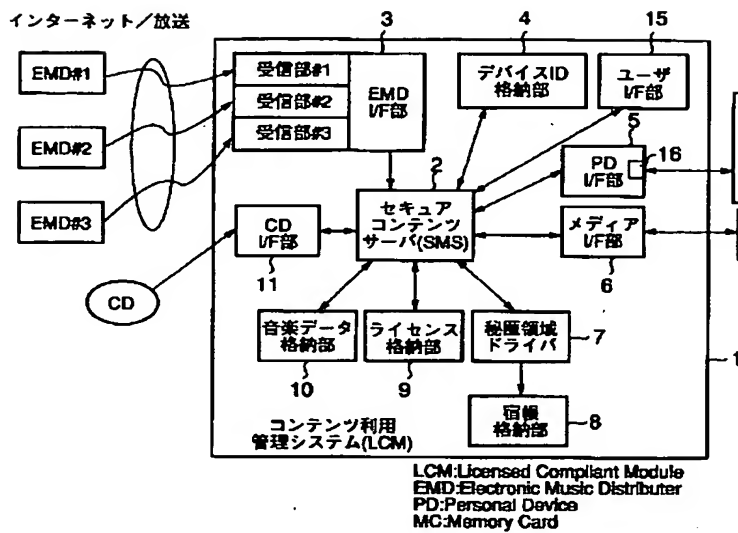 インターネット/放送
3
4
15
EMD#1
EMD#2
EMD#3
受信部#1
受信部#2
受信部#3
EMD
I/F部
デバイスID
格納部
ユーザ
I/F部
5
16
PD
I/F部
2
セキュア
コンテンツ
サーバ(SMS)
CD
I/F部
11
メディア
I/F部
6
CD
音楽データ
格納部
10
ライセンス
格納部
9
秘匿領域
ドライバ
7
1
宿帳
格納部
8
コンテンツ利用
管理システム(LCM)
LCM:Licensed Compliant Module
EMD:Electronic Music Distributer
PD:Personal Device
MC:Memory Card